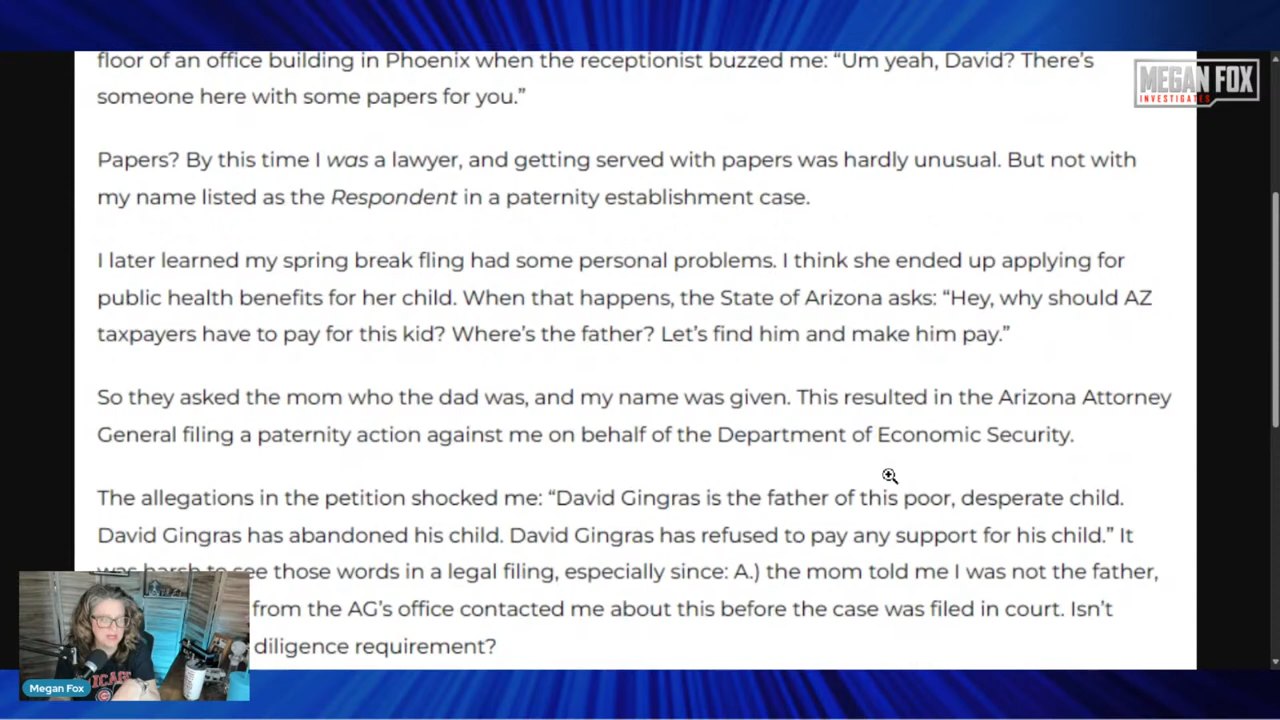 floor of an office building in Phoenix when the receptionist buzzed me: “Um yeah, David? There’s
someone here with some papers for you.”
MEGAN FOX
INVESTIGATES
Papers? By this time I was a lawyer, and getting served with papers was hardly unusual. But not with
my name listed as the Respondent in a paternity establishment case.
I later learned my spring break fling had some personal problems. I think she ended up applying for
public health benefits for her child. When that happens, the State of Arizona asks: “Hey, why should AZ
taxpayers have to pay for this kid? Where’s the father? Let’s find him and make him pay.”
So they asked the mom who the dad was, and my name was given. This resulted in the Arizona Attorney
General filing a paternity action against me on behalf of the Department of Economic Security.
The allegations in the petition shocked me: “David Gingras is the father of this poor, desperate child.
David Gingras has abandoned his child. David Gingras has refused to pay any support for his child.” It
was harsh to see those words in a legal filing, especially since: A.) the mom told me I was not the father,
from the AG’s office contacted me about this before the case was filed in court. Isn’t
diligence requirement?
Megan Fox